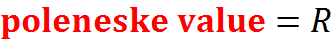 poleneske value = R